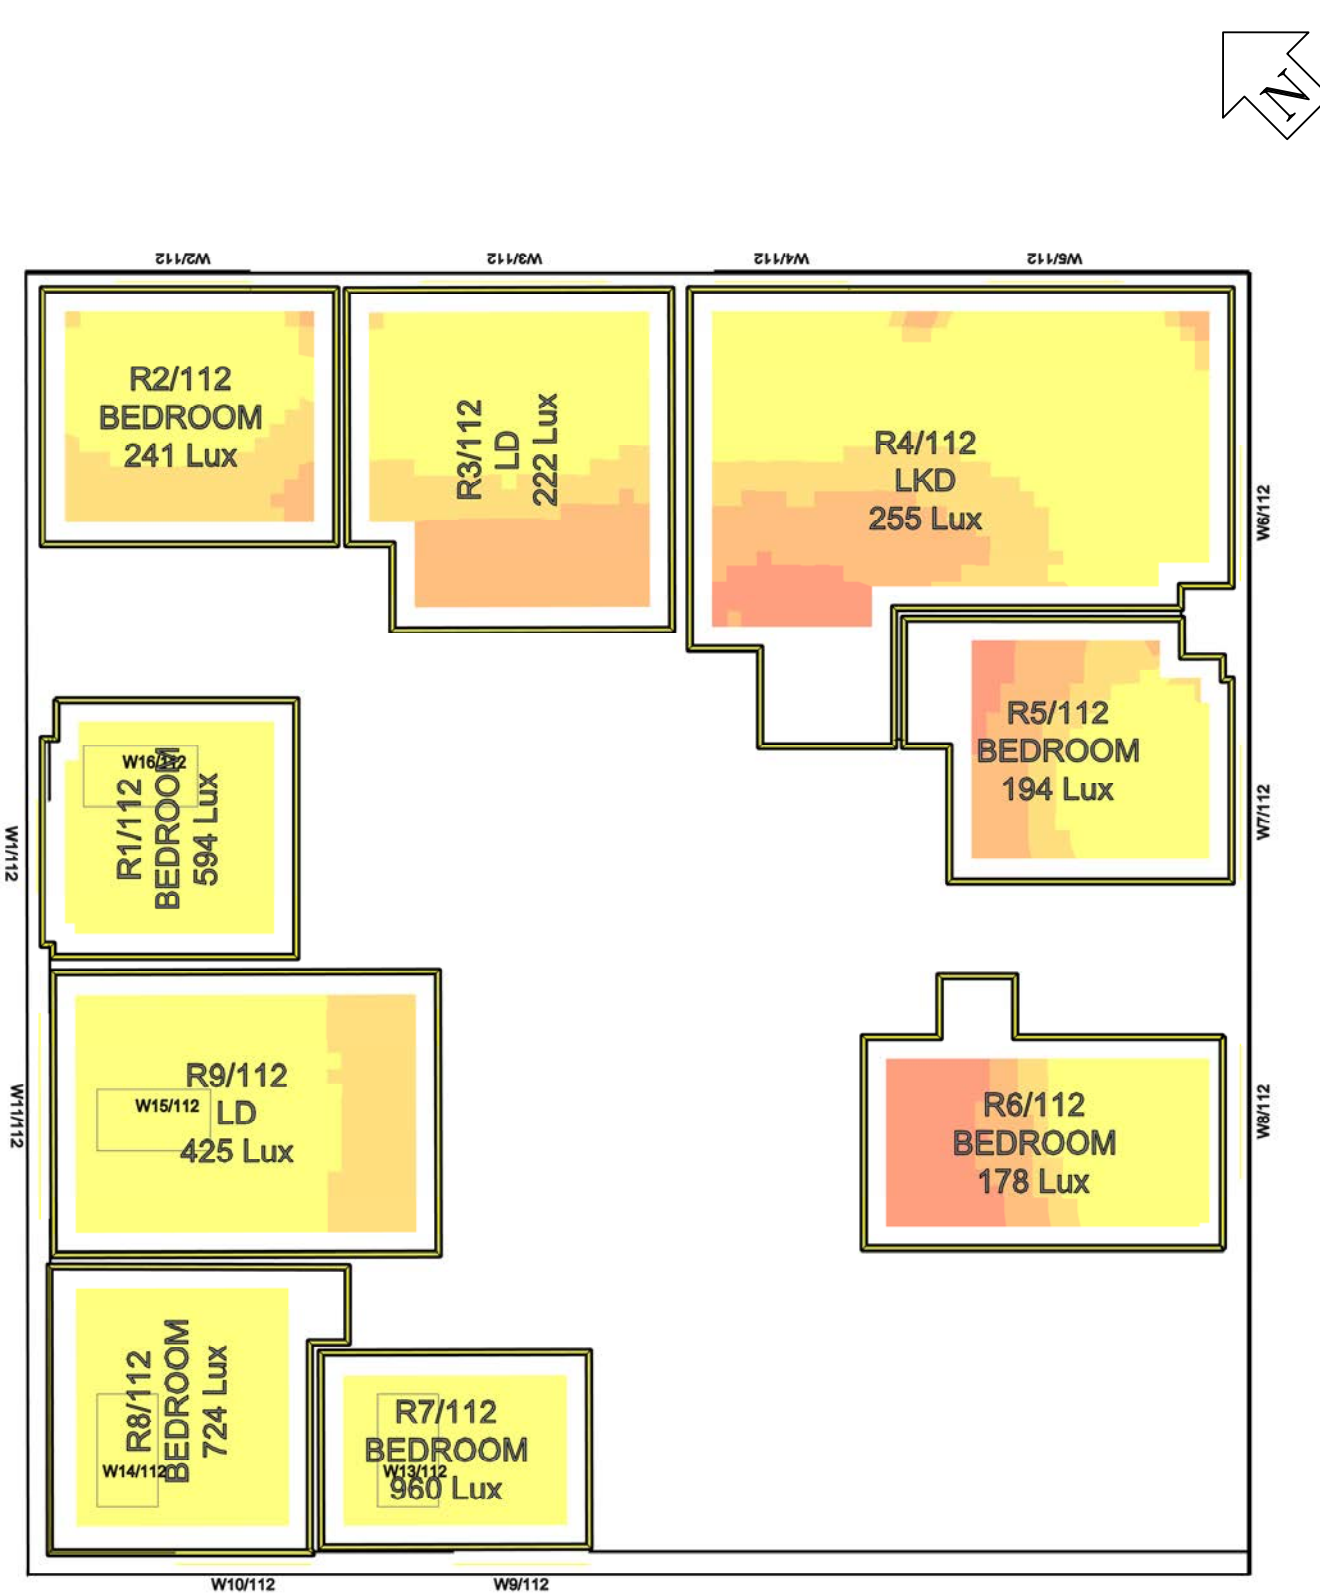 N
W2/112
W3/112
W4/112
W5/112
R2/112
BEDROOM
241 Lux
R3/112
LD
222 Lux
R4/112
LKD
255 Lux
W6/112
R5/112
BEDROOM
194 Lux
W7/112
W16/112
R1/112
BEDROOM
594 Lux
W1/112
R9/112
W15/112
LD
425 Lux
W11/112
R6/112
BEDROOM
178 Lux
W8/112
R8/112
BEDROOM
724 Lux
W14/112
R7/112
BEDROOM
W13/112
960 Lux
W10/112
W9/112